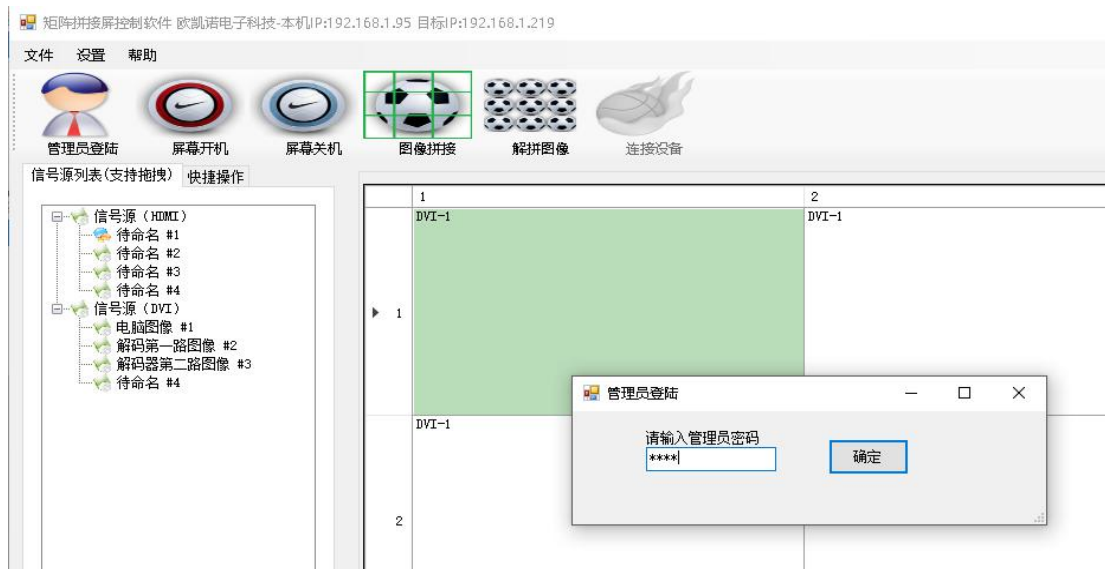 矩阵拼接屏控制软件 欧凯诺电子科技-本机IP:192.168.1.95 目标IP:192.168.1.219
文件 设置 帮助
管理员登陆 屏幕开机 屏幕关机 图像拼接 解拼图像 连接设备
信号源列表(支持拖拽) 快捷操作
1 2
信号源 (HDMI)
待命名 #1
待命名 #2
待命名 #3
待命名 #4
信号源 (DVI)
电脑图像 #1
解码第一路图像 #2
解码器第二路图像 #3
待命名 #4
DVI-1 DVI-1
1
DVI-1
2
管理员登陆
请输入管理员密码
****
确定